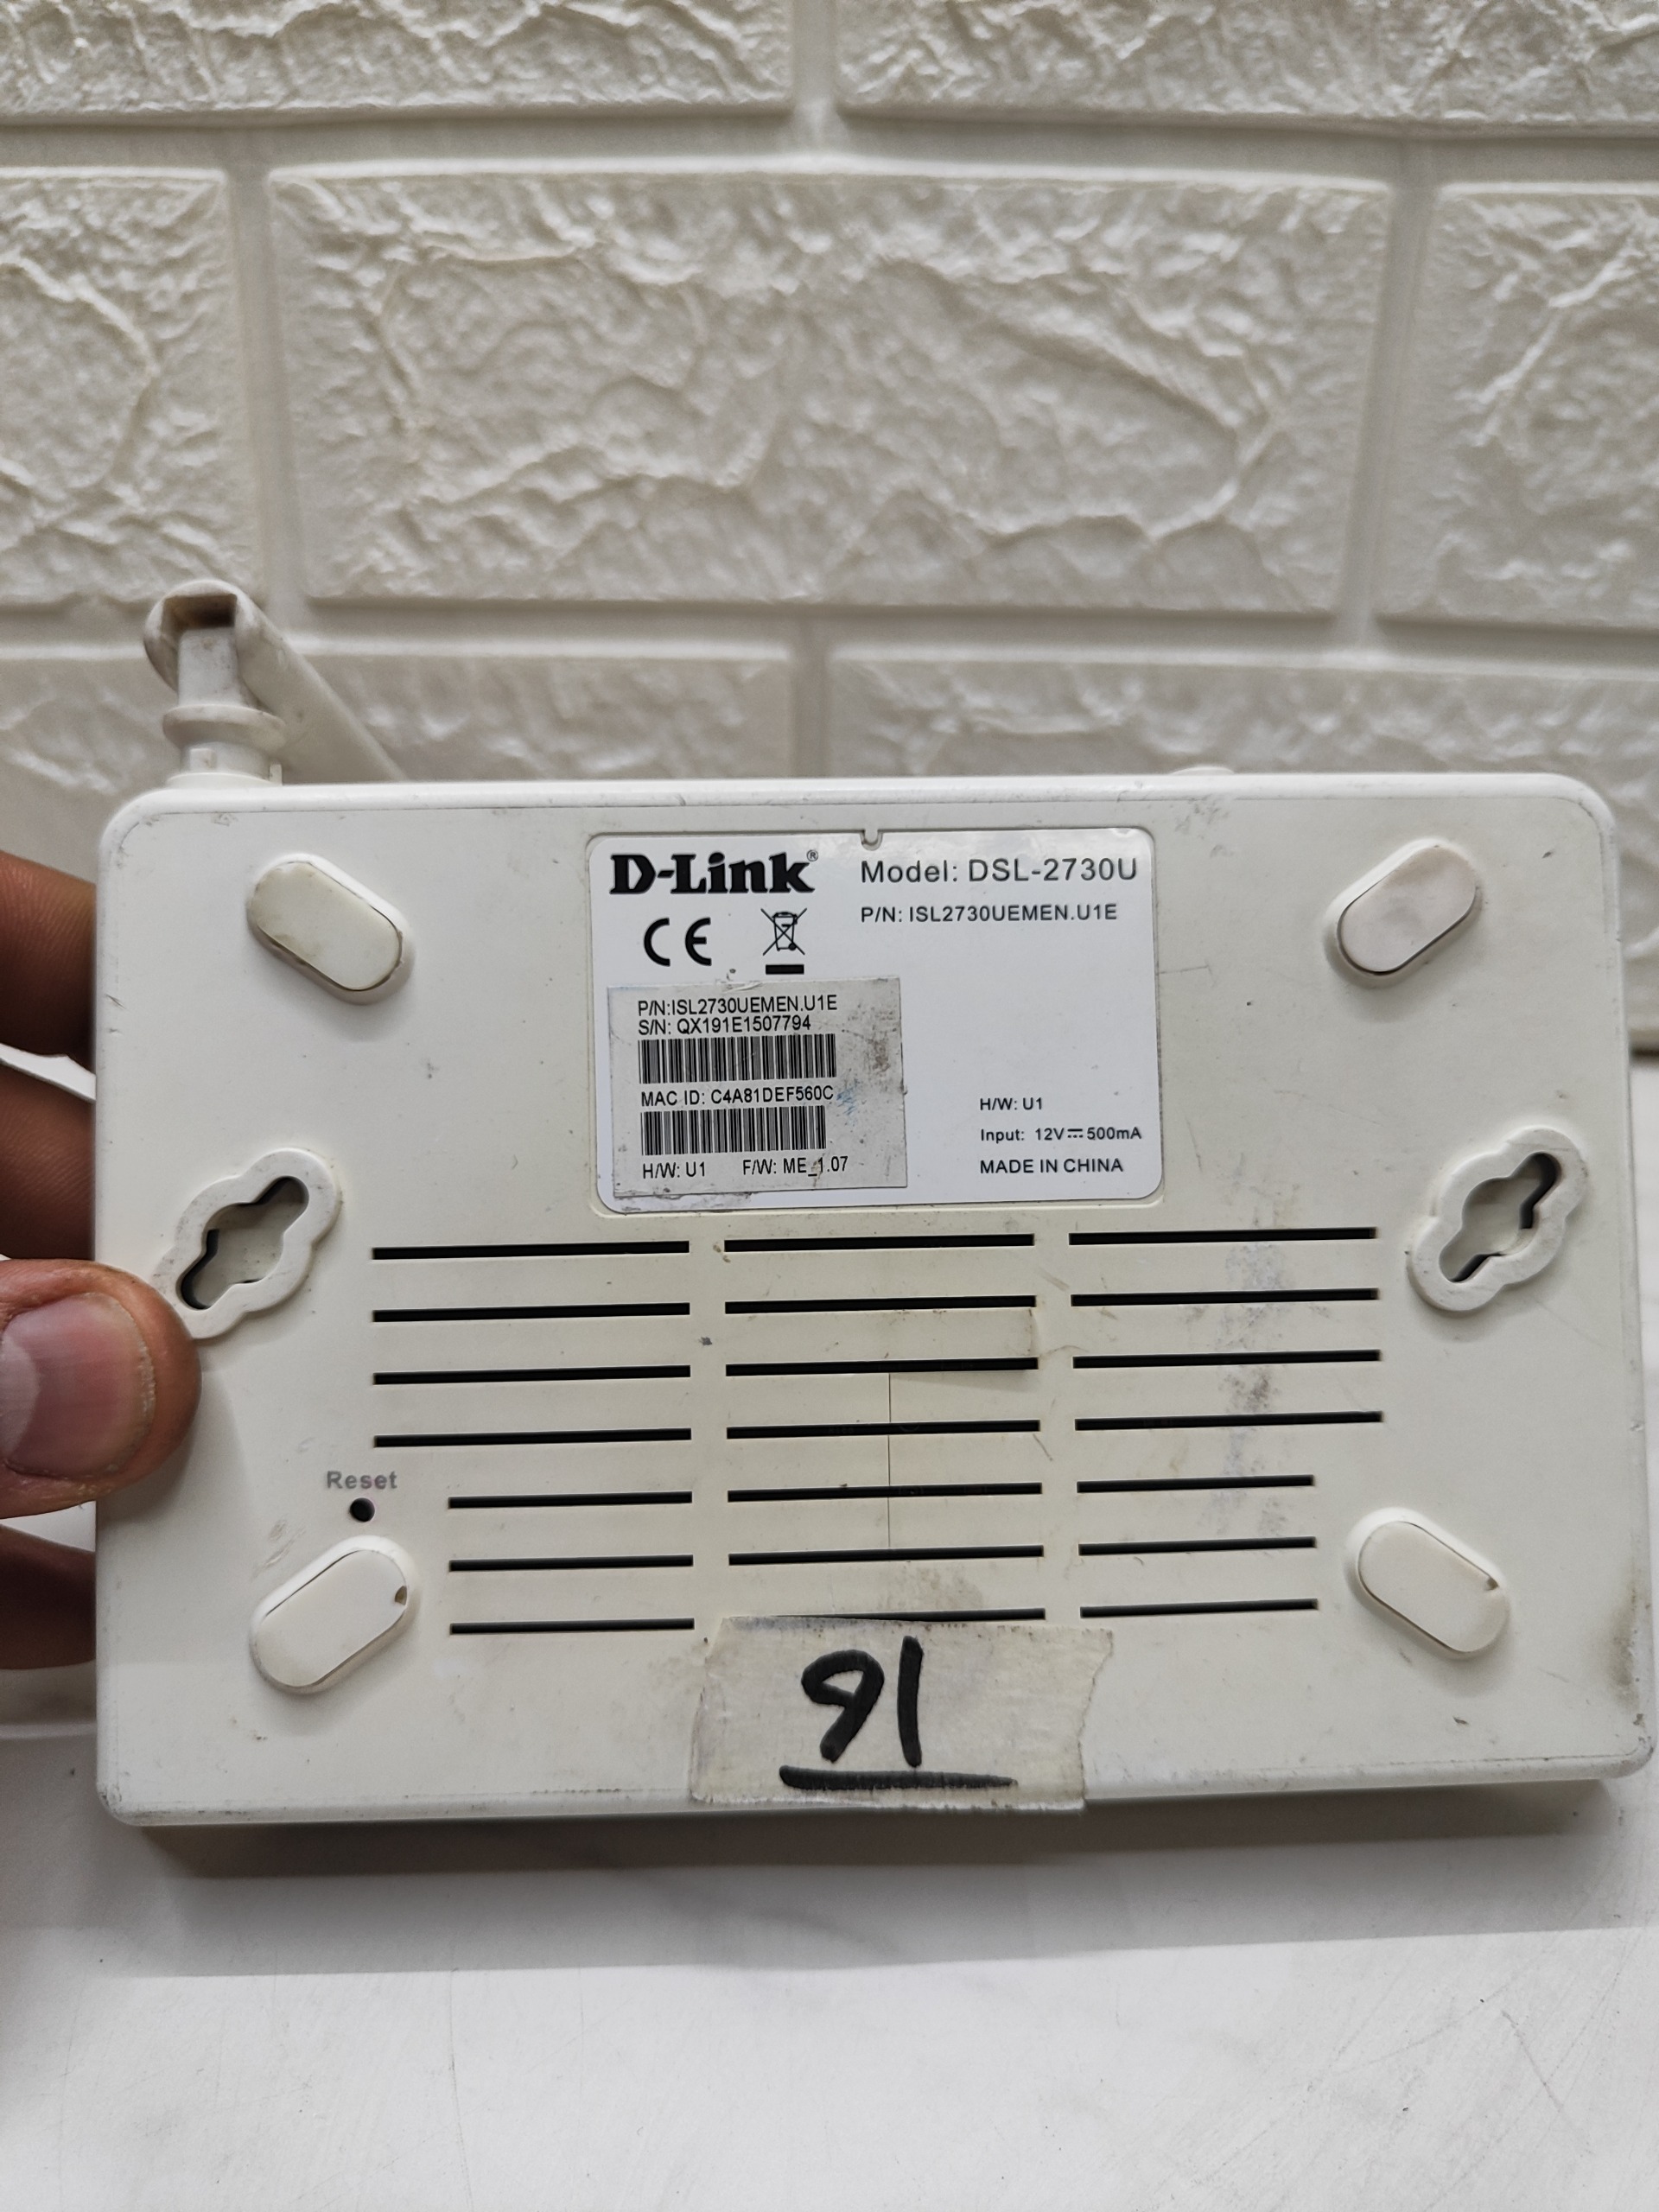 D-Link®
Model: DSL-2730U
P/N: ISL2730UEMEN.U1E
CE
P/N:ISL2730UEMEN.U1E
S/N: QX191E1507794
MAC ID: C4A81DEF560C
H/W: U1 F/W: ME_1.07
H/W: U1
Input: 12V⎓500mA
MADE IN CHINA
Reset
91